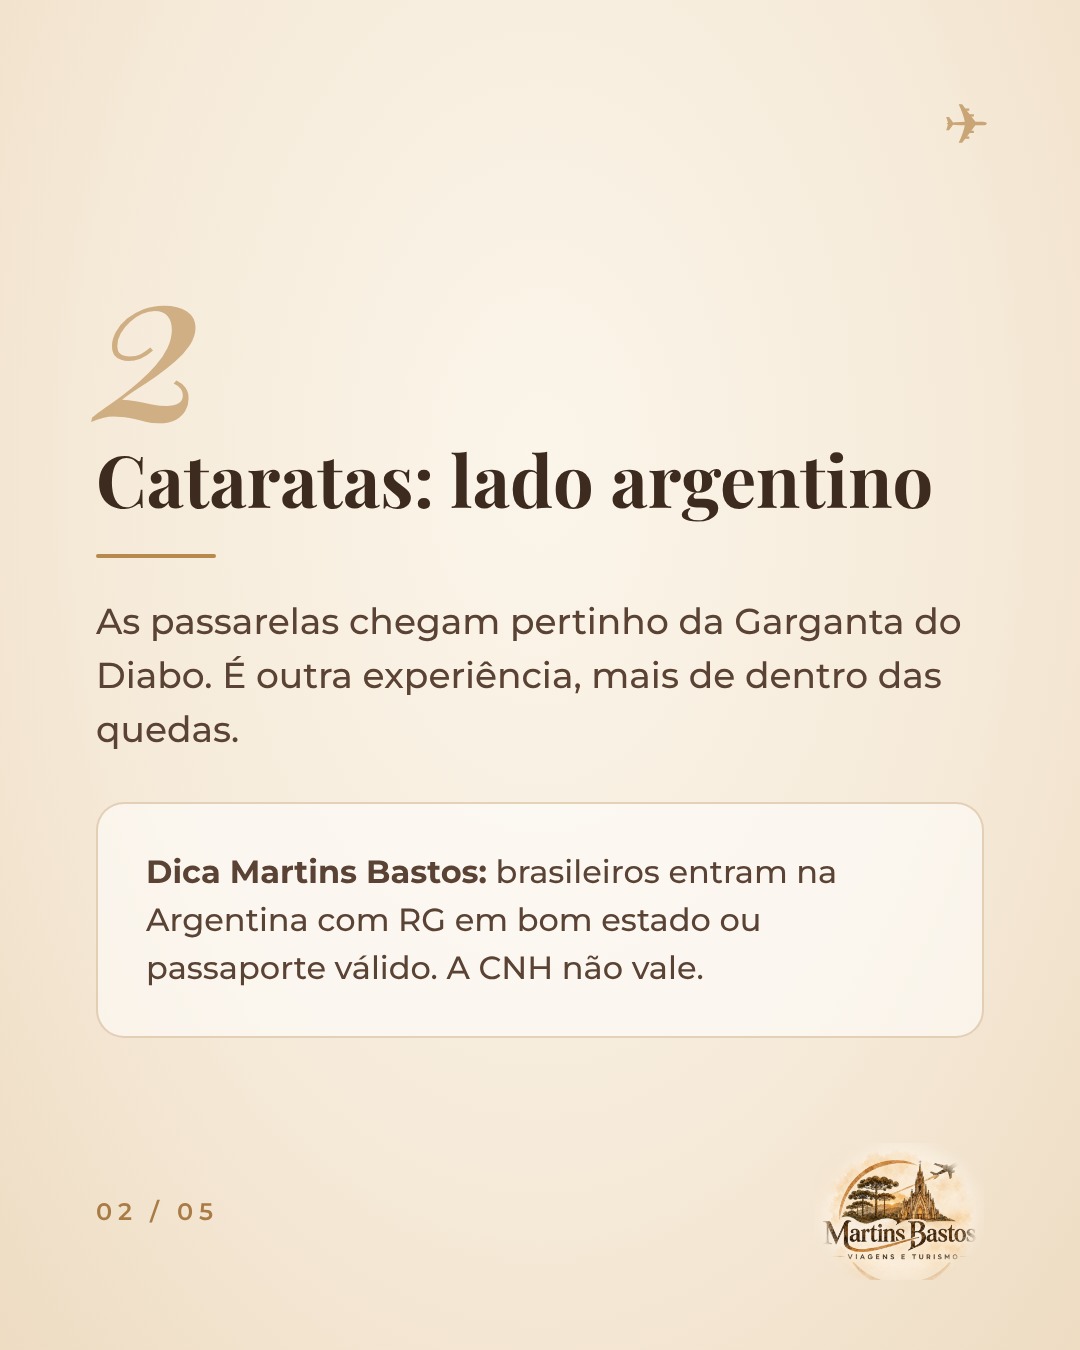 2
Cataratas: lado argentino
As passarelas chegam pertinho da Garganta do
Diabo. É outra experiência, mais de dentro das
quedas.
Dica Martins Bastos: brasileiros entram na
Argentina com RG em bom estado ou
passaporte válido. A CNH não vale.
02 / 05
Martins Bastos
VIAGENS E TURISMO